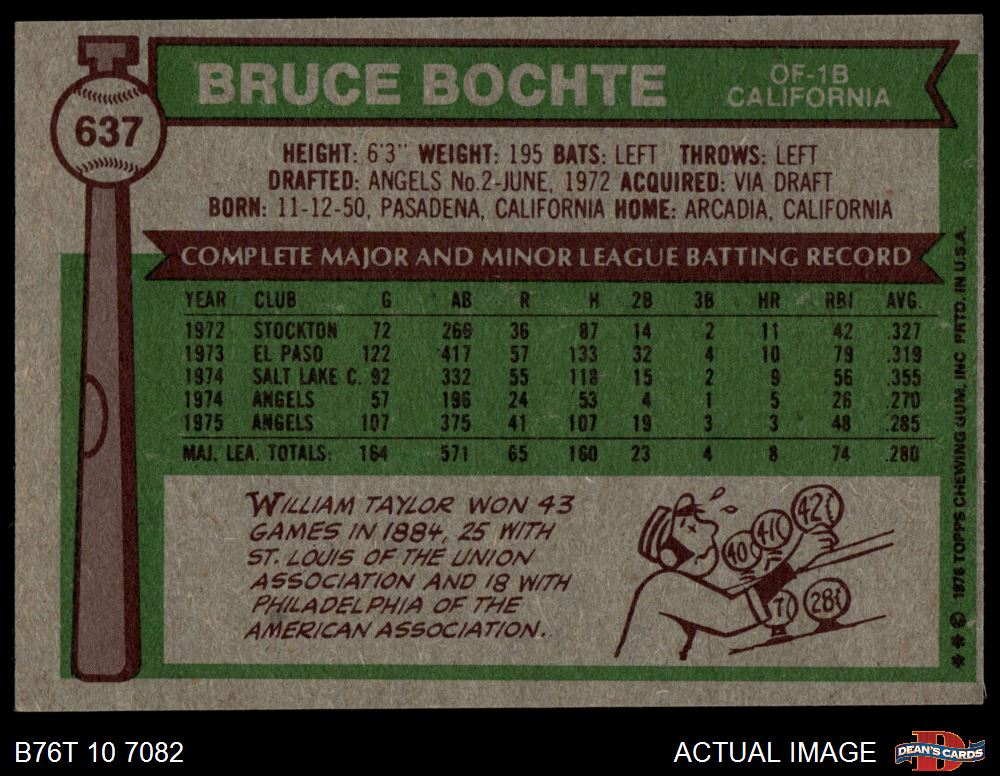 637
BRUCE BOCHTE
OF-1B
CALIFORNIA
HEIGHT: 6'3" WEIGHT: 195 BATS: LEFT THROWS: LEFT
DRAFTED: ANGELS No.2-JUNE, 1972 ACQUIRED: VIA DRAFT
BORN: 11-12-50, PASADENA, CALIFORNIA HOME: ARCADIA, CALIFORNIA
COMPLETE MAJOR AND MINOR LEAGUE BATTING RECORD
YEAR CLUB G AB R H 2B 3B HR RBI AVG.
1972 STOCKTON 72 266 36 87 14 2 11 42 .327
1973 EL PASO 122 417 57 133 32 4 10 79 .319
1974 SALT LAKE C. 92 332 55 118 15 2 9 56 .355
1974 ANGELS 57 196 24 53 4 1 5 26 .270
1975 ANGELS 107 375 41 107 19 3 3 48 .285
MAJ. LEA. TOTALS: 164 571 65 160 23 4 8 74 .280
WILLIAM TAYLOR WON 43
GAMES IN 1884, 25 WITH
ST. LOUIS OF THE UNION
ASSOCIATION AND 18 WITH
PHILADELPHIA OF THE
AMERICAN ASSOCIATION.
40
41
42
7
28
* * © 1976 TOPPS CHEWING GUM, INC PRTD. IN U.S.A.
B76T 10 7082
ACTUAL IMAGE
D
DEAN'S CARDS